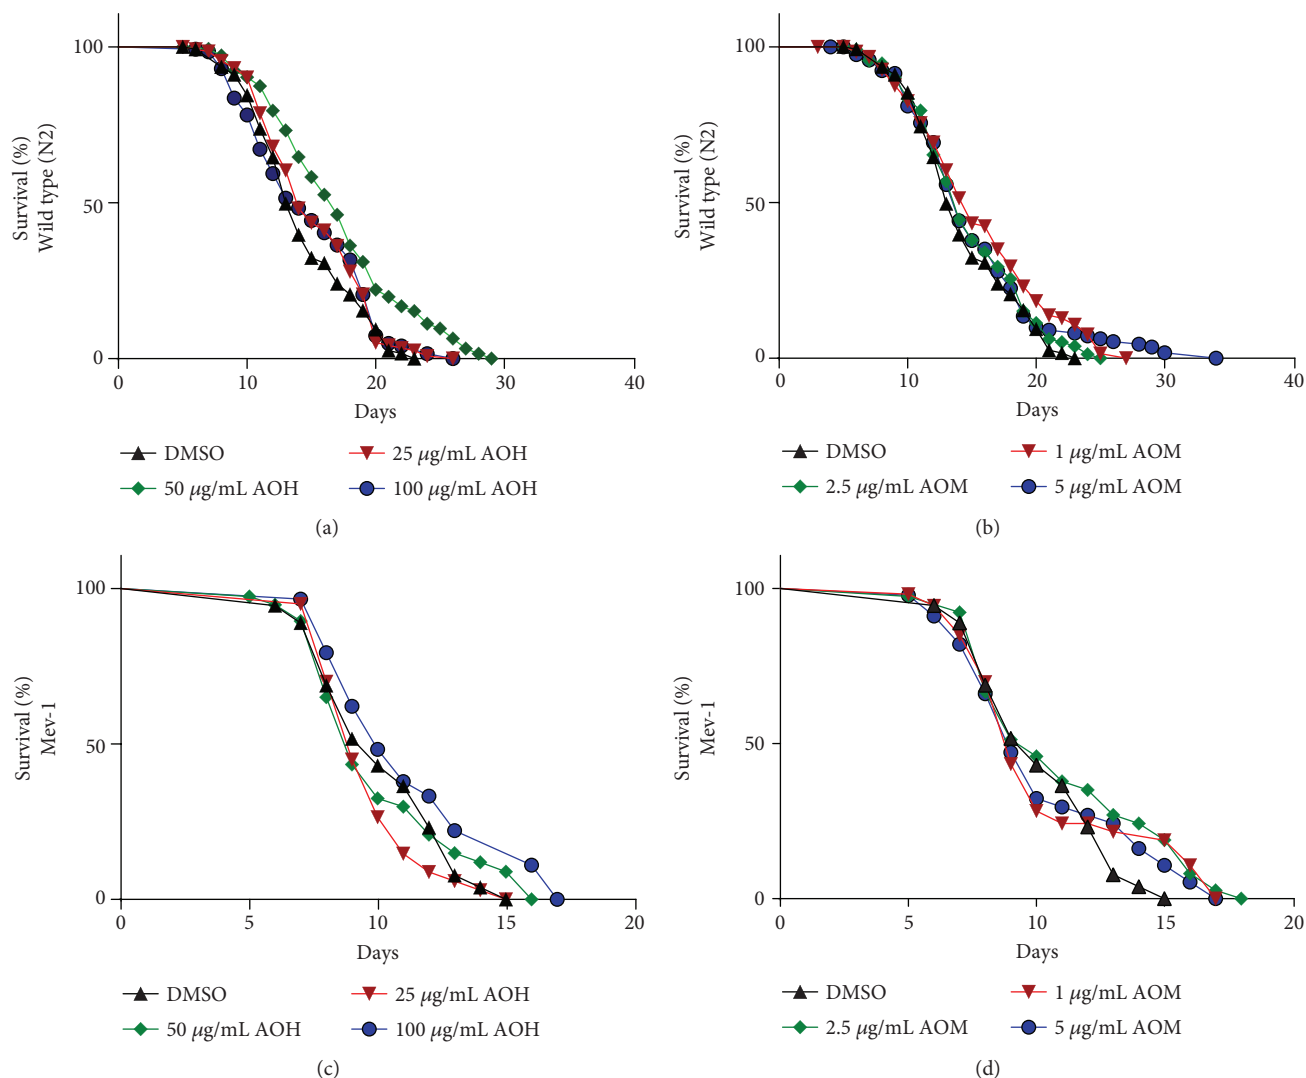 Survival (%)
Wild type (N2)
100
50
0
0
10
20
30
40
Days
DMSO
25 µg/mL AOH
50 µg/mL AOH
100 µg/mL AOH
(a)
Survival (%)
Wild type (N2)
100
50
0
0
10
20
30
40
Days
DMSO
1 µg/mL AOM
2.5 µg/mL AOM
5 µg/mL AOM
(b)
Survival (%)
Mev-1
100
50
0
0
5
10
15
20
Days
DMSO
25 µg/mL AOH
50 µg/mL AOH
100 µg/mL AOH
(c)
Survival (%)
Mev-1
100
50
0
0
5
10
15
20
Days
DMSO
1 µg/mL AOM
2.5 µg/mL AOM
5 µg/mL AOM
(d)